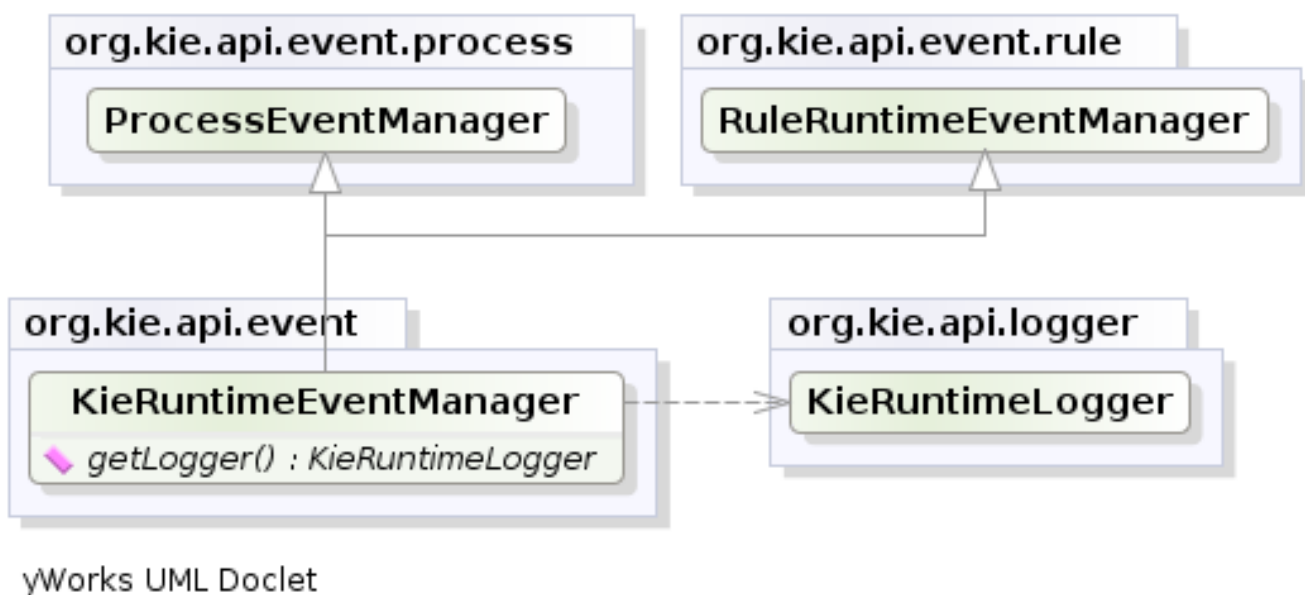 org.kie.api.event.process
ProcessEventManager
org.kie.api.event.rule
RuleRuntimeEventManager
org.kie.api.event
KieRuntimeEventManager
getLogger() : KieRuntimeLogger
org.kie.api.logger
KieRuntimeLogger
yWorks UML Doclet